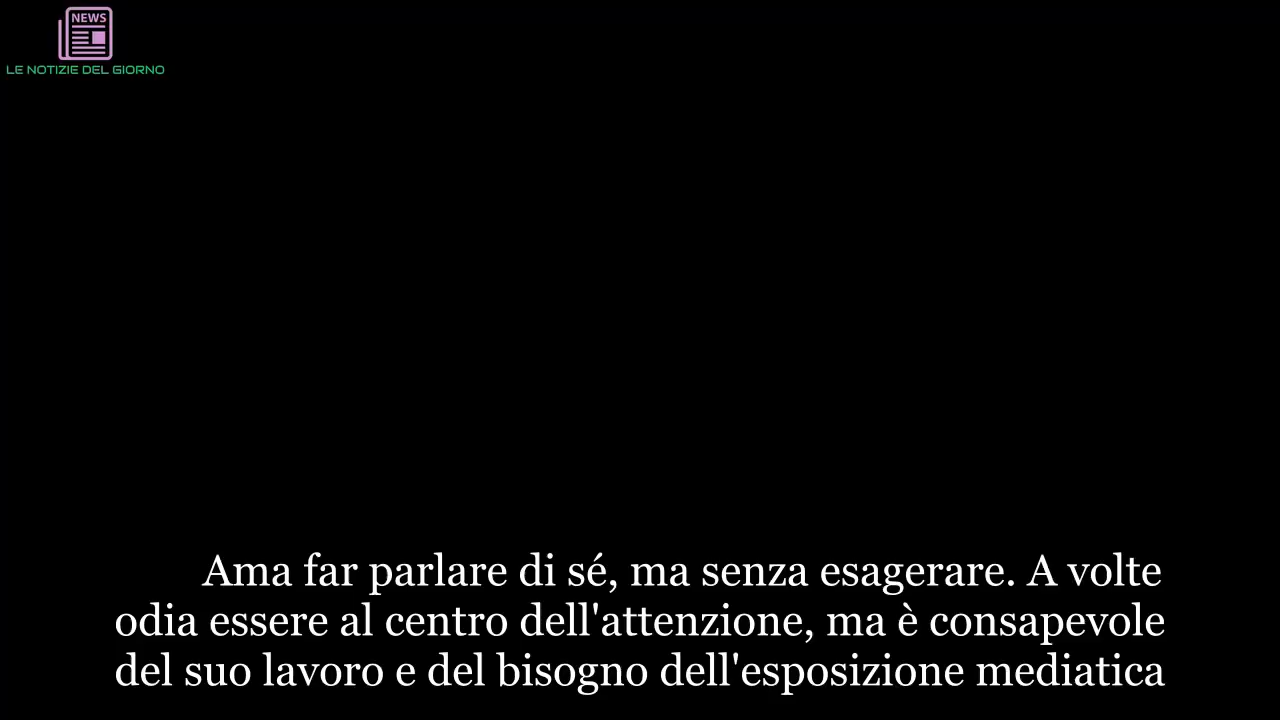 NEWS
LE NOTIZIE DEL GIORNO
Ama far parlare di sé, ma senza esagerare. A volte
odia essere al centro dell'attenzione, ma è consapevole
del suo lavoro e del bisogno dell'esposizione mediatica